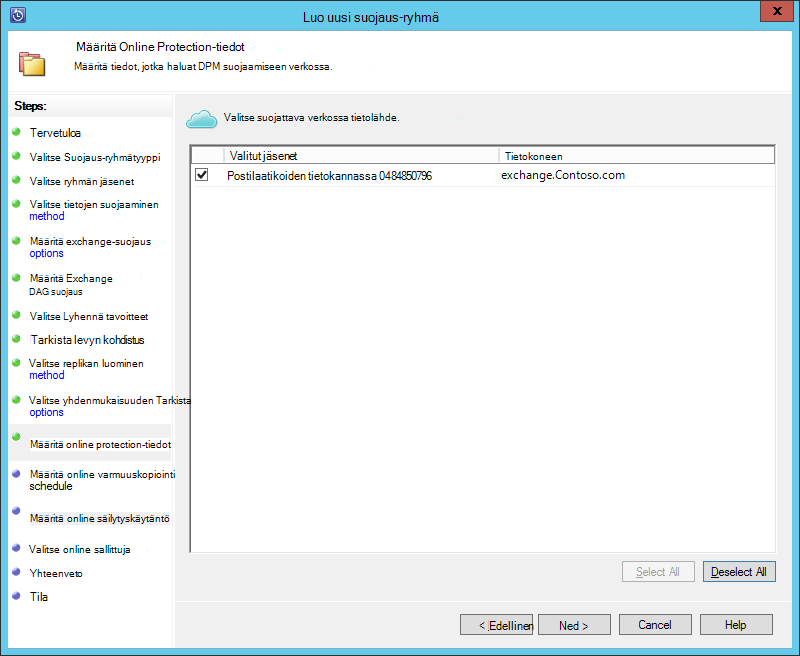 Luo uusi suojaus-ryhmä
x
Määritä Online Protection-tiedot
Määritä tiedot, jotka haluat DPM suojaamiseen verkossa.
Steps:
Tervetuloa
Valitse Suojaus-ryhmätyyppi
Valitse ryhmän jäsenet
Valitse tietojen suojaaminen
method
Määritä exchange-suojaus
options
Määritä Exchange
DAG suojaus
Valitse Lyhennä tavoitteet
Tarkista levyn kohdistus
Valitse replikan luominen
method
Valitse yhdenmukaisuuden Tarkista
options
Määritä online protection-tiedot
Määritä online varmuuskopiointi
schedule
Määritä online säilytyskäytäntö
Valitse online sallittuja
Yhteenveto
Tila
Valitse suojattava verkossa tietolähde.
Valitut jäsenet Tietokoneen
Postilaatikoiden tietokannassa 0484850796 exchange.Contoso.com
Select All Deselect All
< Edellinen Ned > Cancel Help